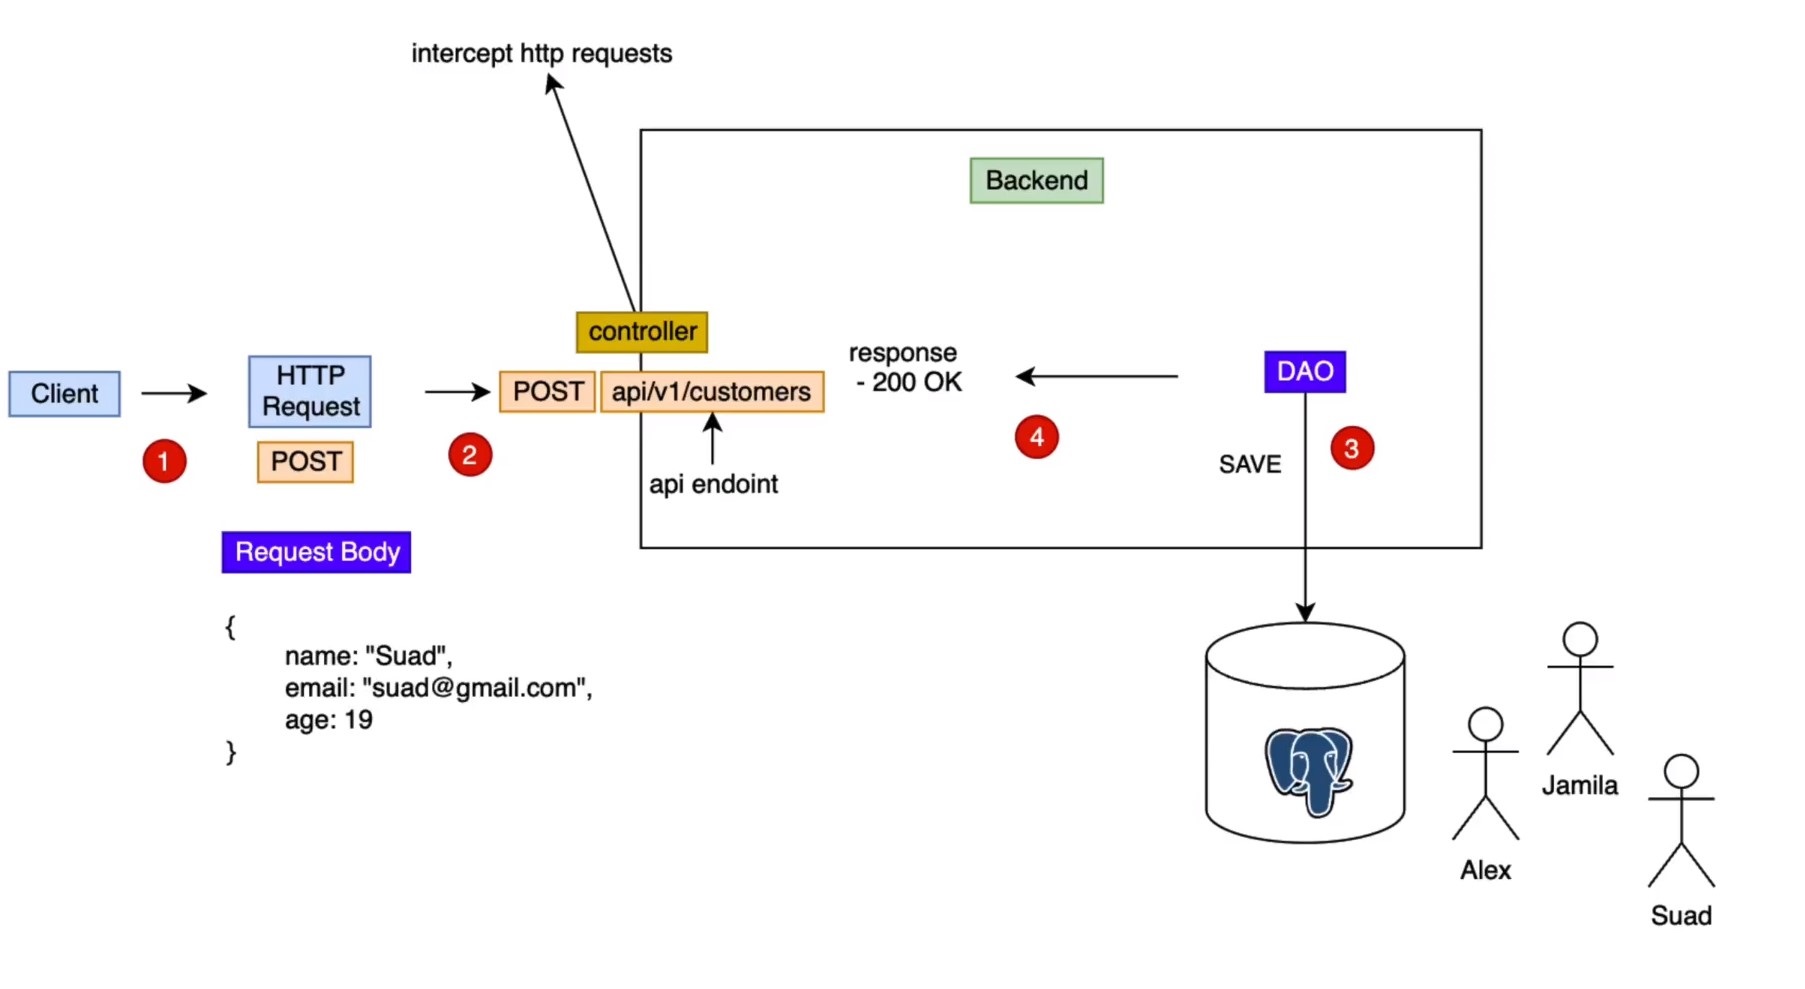 intercept http requests
Backend
controller
Client
HTTP
Request
POST
1
2
POST
api/v1/customers
api endoint
response
- 200 OK
4
DAO
SAVE
3
Request Body
{
name: "Suad",
email: "suad@gmail.com",
age: 19
}
Jamila
Alex
Suad